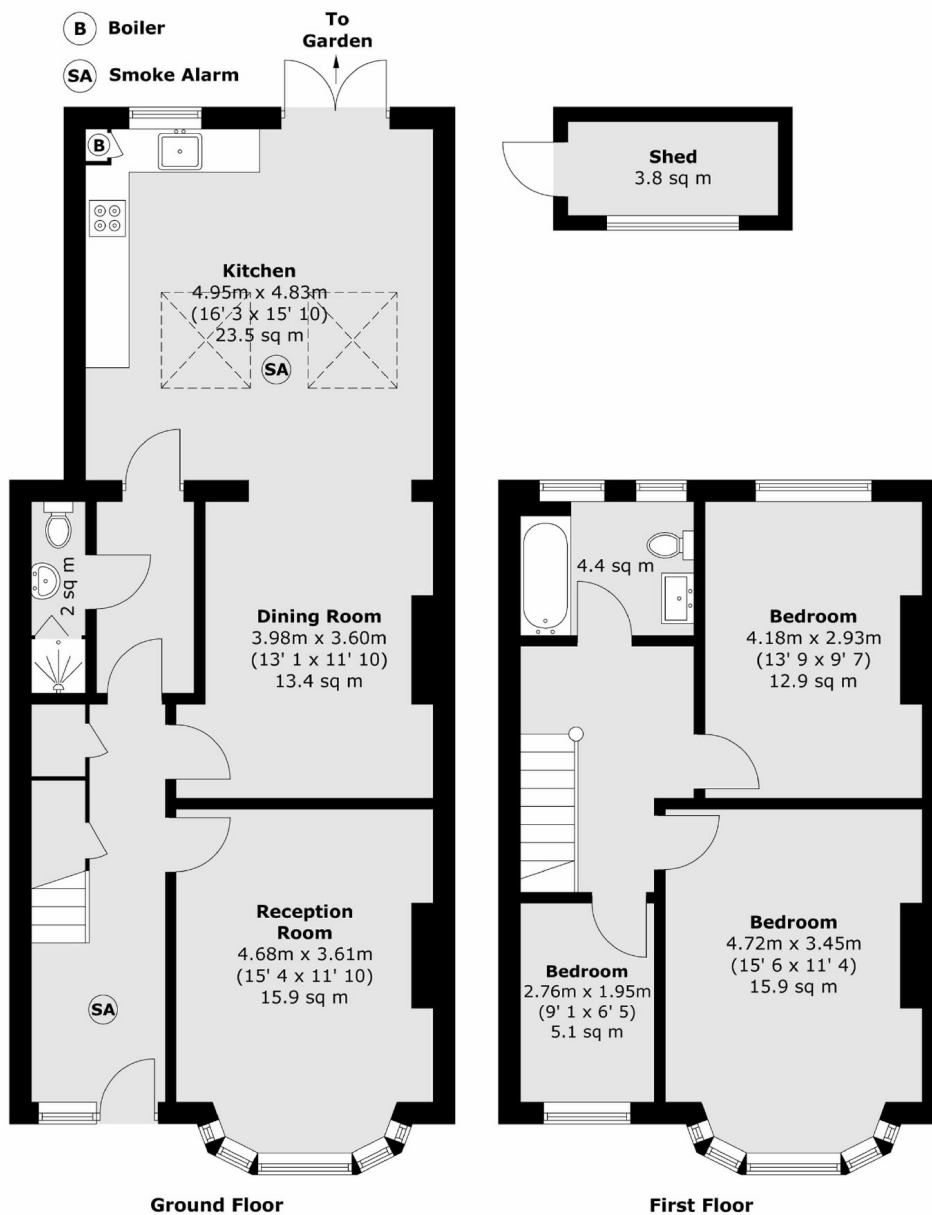 B Boiler
SA Smoke Alarm
To
Garden
B
Kitchen
4.95m x 4.83m
(16' 3 x 15' 10)
23.5 sq m
SA
Shed
3.8 sq m
2 sq m
Dining Room
3.98m x 3.60m
(13' 1 x 11' 10)
13.4 sq m
Reception
Room
4.68m x 3.61m
(15' 4 x 11' 10)
15.9 sq m
SA
Ground Floor
4.4 sq m
Bedroom
4.18m x 2.93m
(13' 9 x 9' 7)
12.9 sq m
Bedroom
4.72m x 3.45m
(15' 6 x 11' 4)
15.9 sq m
Bedroom
2.76m x 1.95m
(9' 1 x 6' 5)
5.1 sq m
First Floor